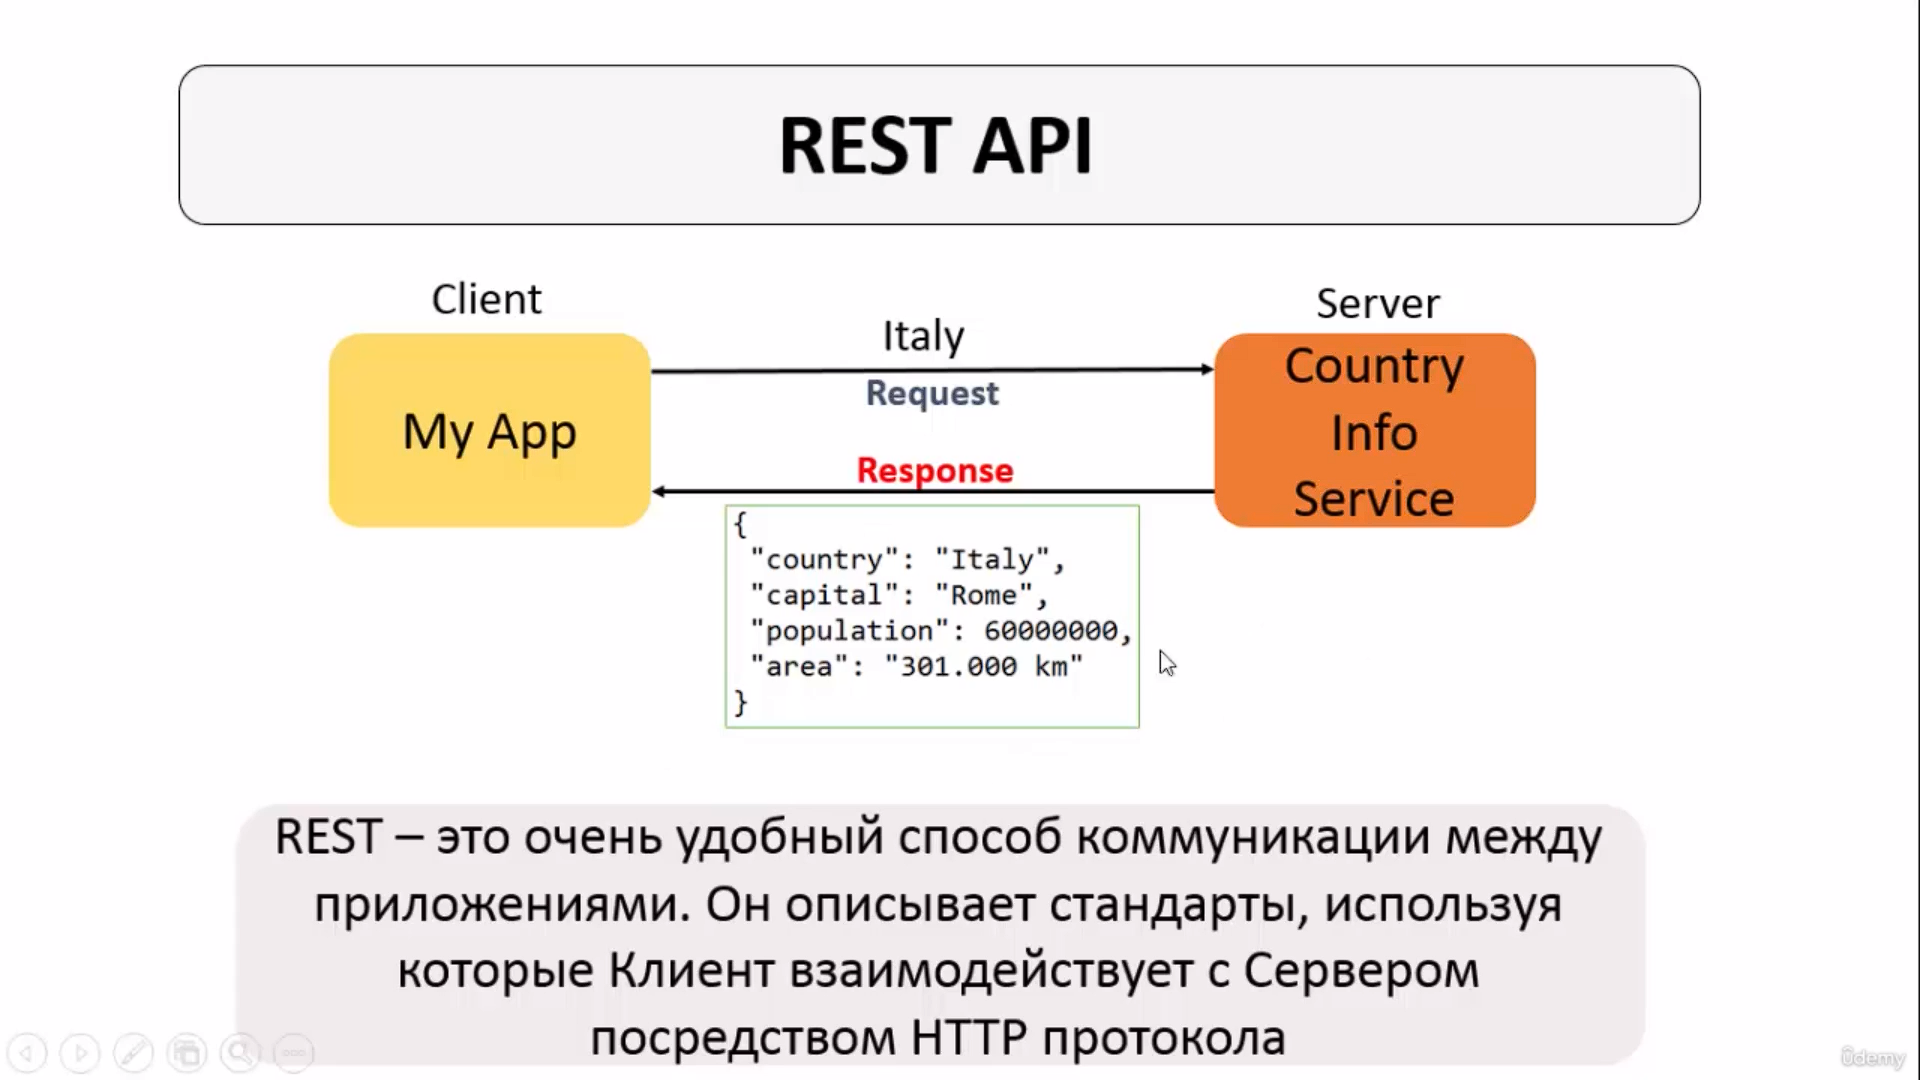 REST API
Client
Server
Italy
Request
My App
Country
Info
Service
Response
{
"country": "Italy",
"capital": "Rome",
"population": 60000000,
"area": "301.000 km"
}
REST – это очень удобный способ коммуникации между
приложениями. Он описывает стандарты, используя
которые Клиент взаимодействует с Сервером
посредством HTTP протокола
ûdemy